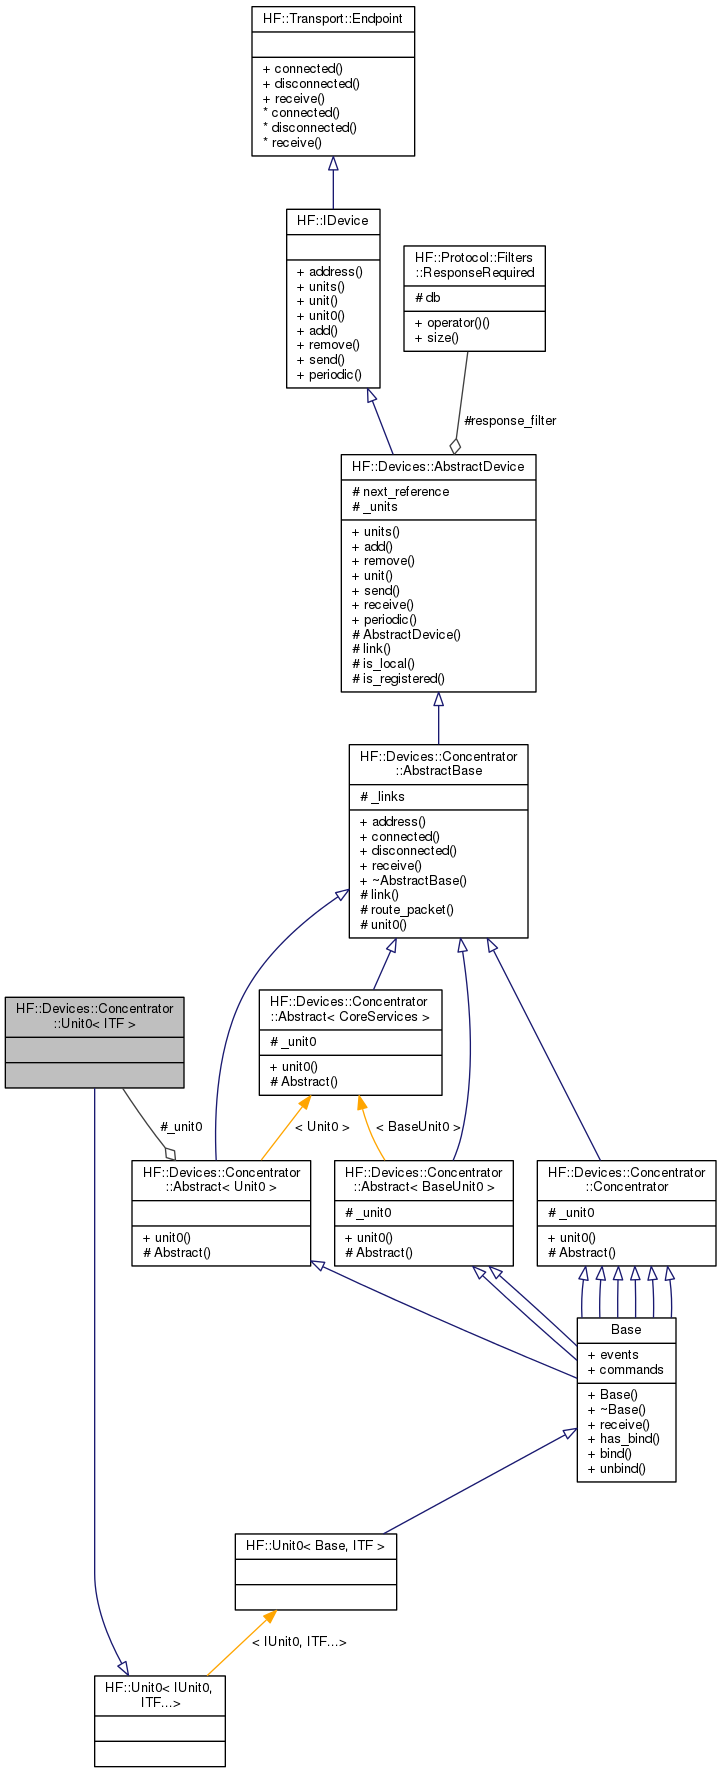 HF::Transport::Endpoint
+ connected()
+ disconnected()
+ receive()
* connected()
* disconnected()
* receive()
HF::IDevice
+ address()
+ units()
+ unit()
+ unit0()
+ add()
+ remove()
+ send()
+ periodic()
HF::Protocol::Filters
::ResponseRequired
# db
+ operator()()
+ size()
#response_filter
HF::Devices::AbstractDevice
# next_reference
# _units
+ units()
+ add()
+ remove()
+ unit()
+ send()
+ receive()
+ periodic()
# AbstractDevice()
# link()
# is_local()
# is_registered()
HF::Devices::Concentrator
::AbstractBase
# _links
+ address()
+ connected()
+ disconnected()
+ receive()
+ ~AbstractBase()
# link()
# route_packet()
# unit0()
HF::Devices::Concentrator
::Unit0< ITF >
HF::Devices::Concentrator
::Abstract< CoreServices >
# _unit0
+ unit0()
# Abstract()
#_unit0
< Unit0 >
< BaseUnit0 >
HF::Devices::Concentrator
::Abstract< Unit0 >
+ unit0()
# Abstract()
HF::Devices::Concentrator
::Abstract< BaseUnit0 >
# _unit0
+ unit0()
# Abstract()
HF::Devices::Concentrator
::Concentrator
# _unit0
+ unit0()
# Abstract()
Base
+ events
+ commands
+ Base()
+ ~Base()
+ receive()
+ has_bind()
+ bind()
+ unbind()
HF::Unit0< Base, ITF >
< IUnit0, ITF...>
HF::Unit0< IUnit0,
ITF...>